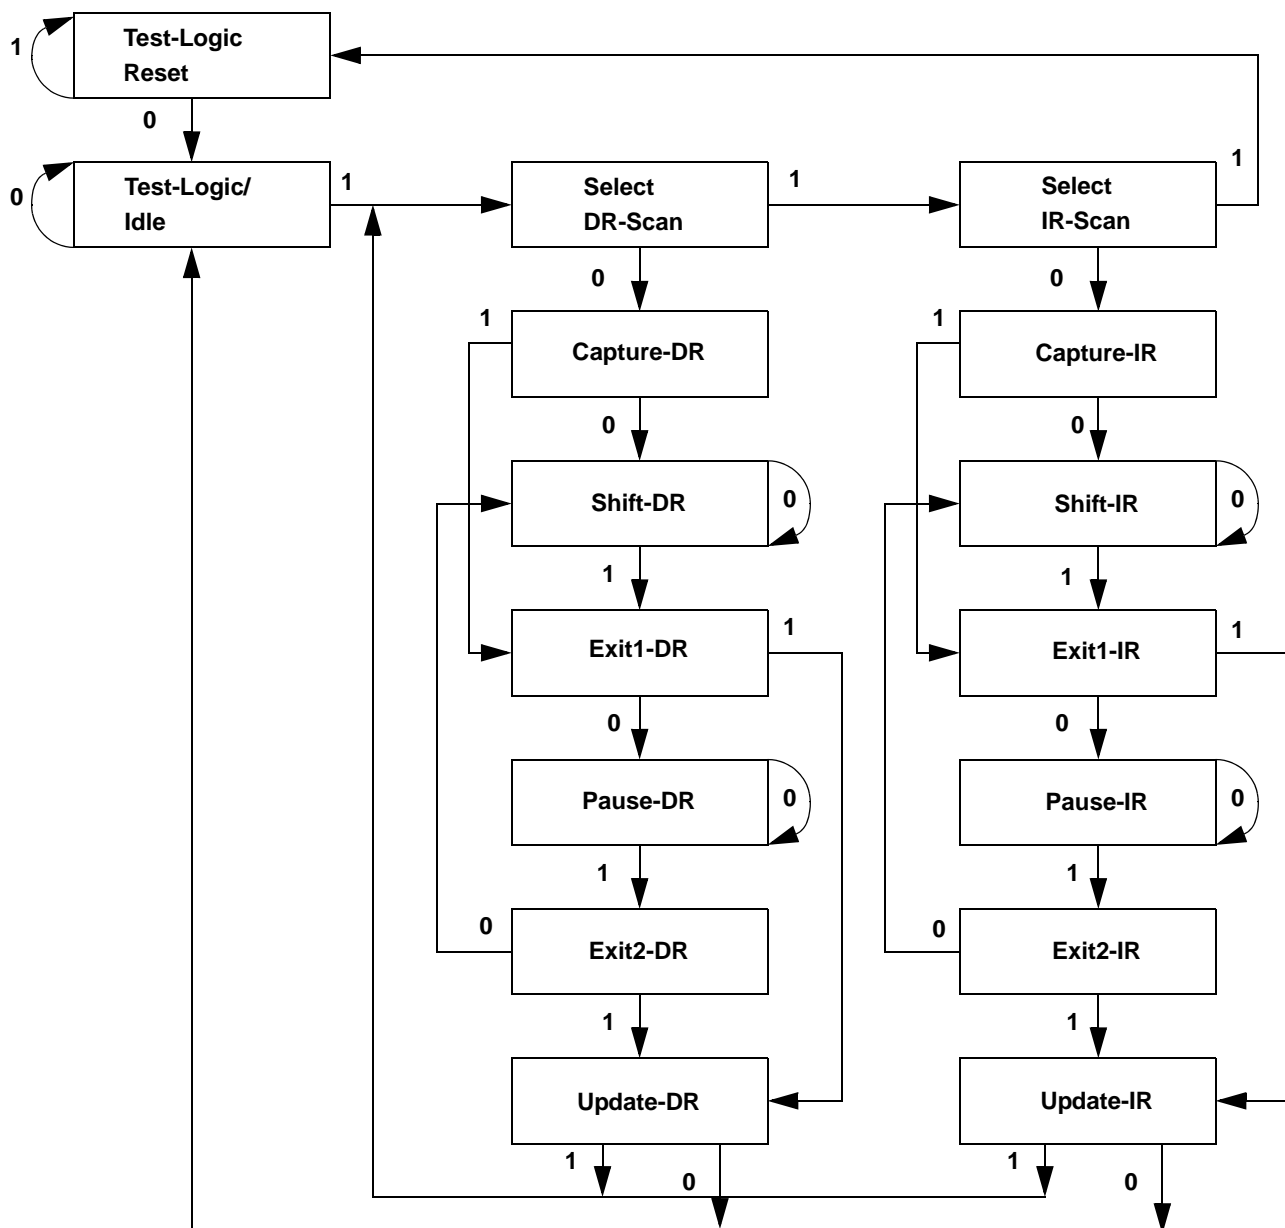 1
Test-Logic
Reset
0
0
Test-Logic/
Idle
1
Select
DR-Scan
1
Select
IR-Scan
1
0
0
1
Capture-DR
1
Capture-IR
0
0
Shift-DR
0
Shift-IR
0
1
1
Exit1-DR
1
Exit1-IR
1
0
0
Pause-DR
0
Pause-IR
0
1
1
0
Exit2-DR
0
Exit2-IR
1
1
Update-DR
Update-IR
1
0
1
0